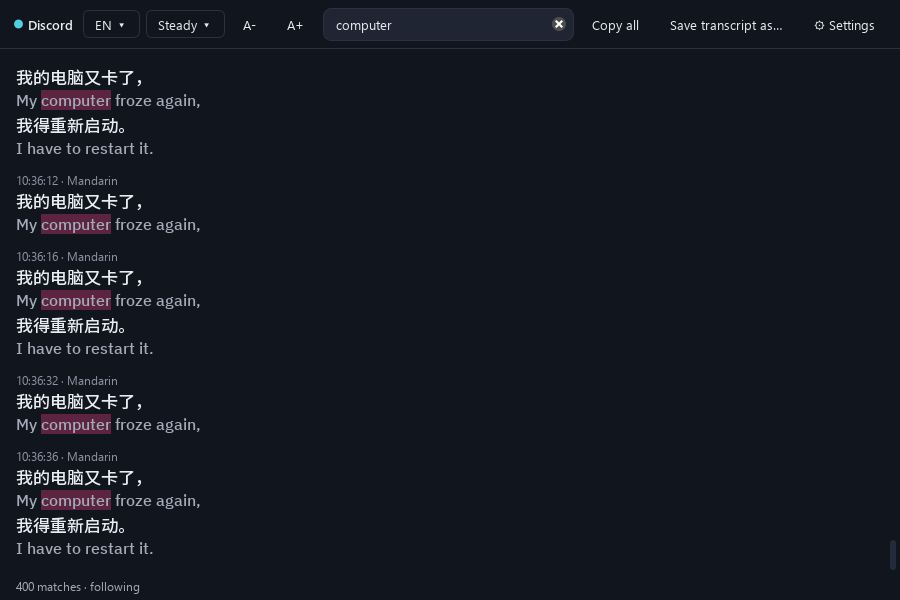 Discord EN Steady A- A+ computer Copy all Save transcript as... Settings
我的电脑又卡了，
My computer froze again,
我得重新启动。
I have to restart it.
10:36:12 · Mandarin
我的电脑又卡了，
My computer froze again,
10:36:16 · Mandarin
我的电脑又卡了，
My computer froze again,
我得重新启动。
I have to restart it.
10:36:32 · Mandarin
我的电脑又卡了，
My computer froze again,
10:36:36 · Mandarin
我的电脑又卡了，
My computer froze again,
我得重新启动。
I have to restart it.
400 matches · following